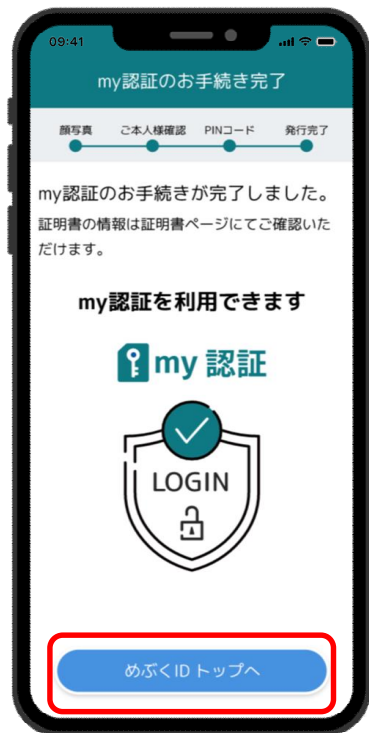 09:41
my認証のお手続き完了
顔写真 ご本人様確認 PINコード 発行完了
my認証のお手続きが完了しました。
証明書の情報は証明書ページにてご確認いた
だけます。
my認証を利用できます
my 認証
LOGIN
めぶくID トップへ